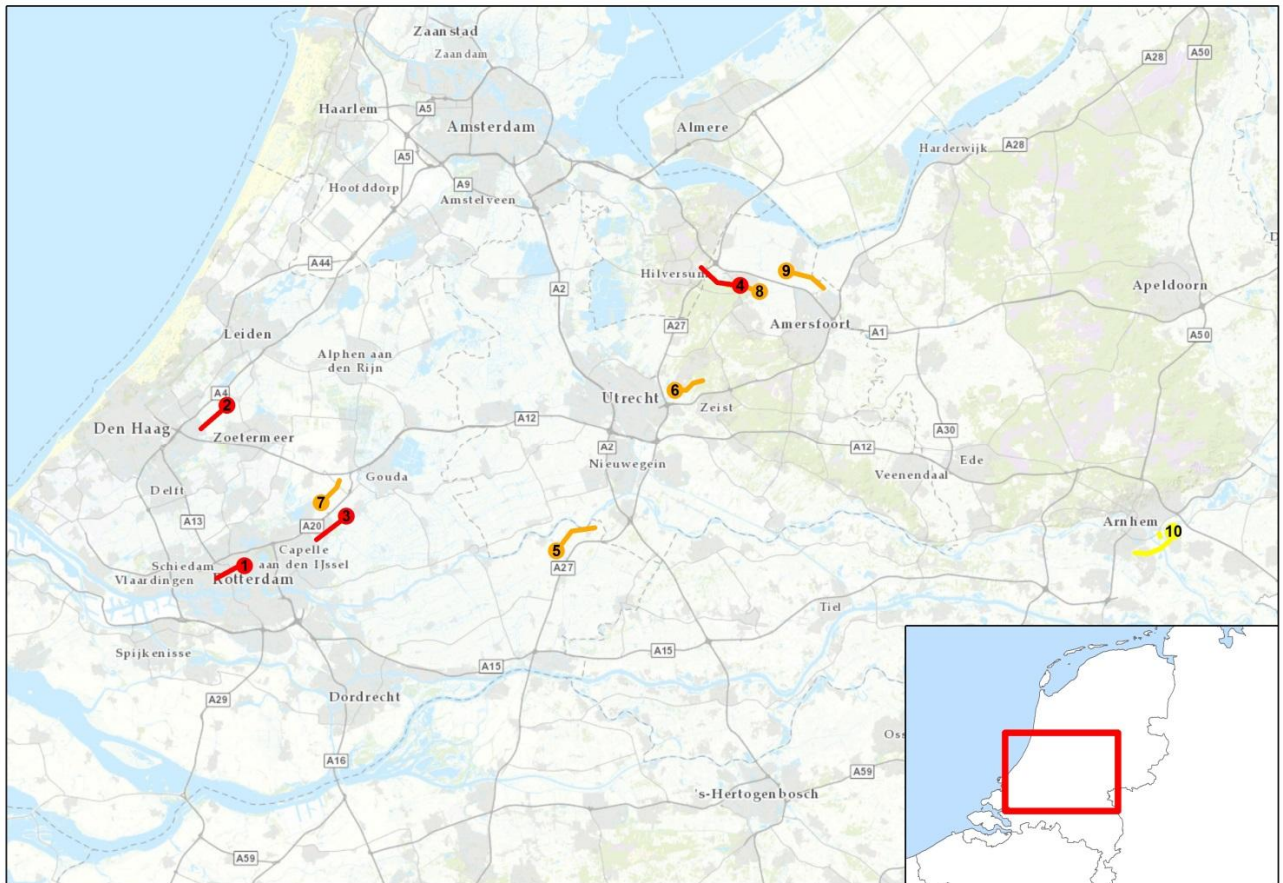 Zaanstad
Zaandam
A28
A50
A50
Haarlem
A5
Almere
Amsterdam
Harderwijk
A28
A5
Hoofddorp
A9
Amstelveen
A44
9
Hilversum
4
8
A2
Apeldoorn
Leiden
A27
Amersfoort
A1
A50
Alphen aan
den Rijn
6
A4
2
Utrecht
Zeist
Den Haag
Zoetermeer
A12
A30
A2
A12
Nieuwegein
Ede
Veenendaal
Gouda
Delft
7
3
A13
A20
Arnhem
10
Capelle
aan den IJssel
5
Schiedam
1
A27
Vlaardingen
Rotterdam
Tiel
Spijkenisse
A15
A15
Dordrecht
A29
Oss
A16
A59
's-Hertogenbosch
A59